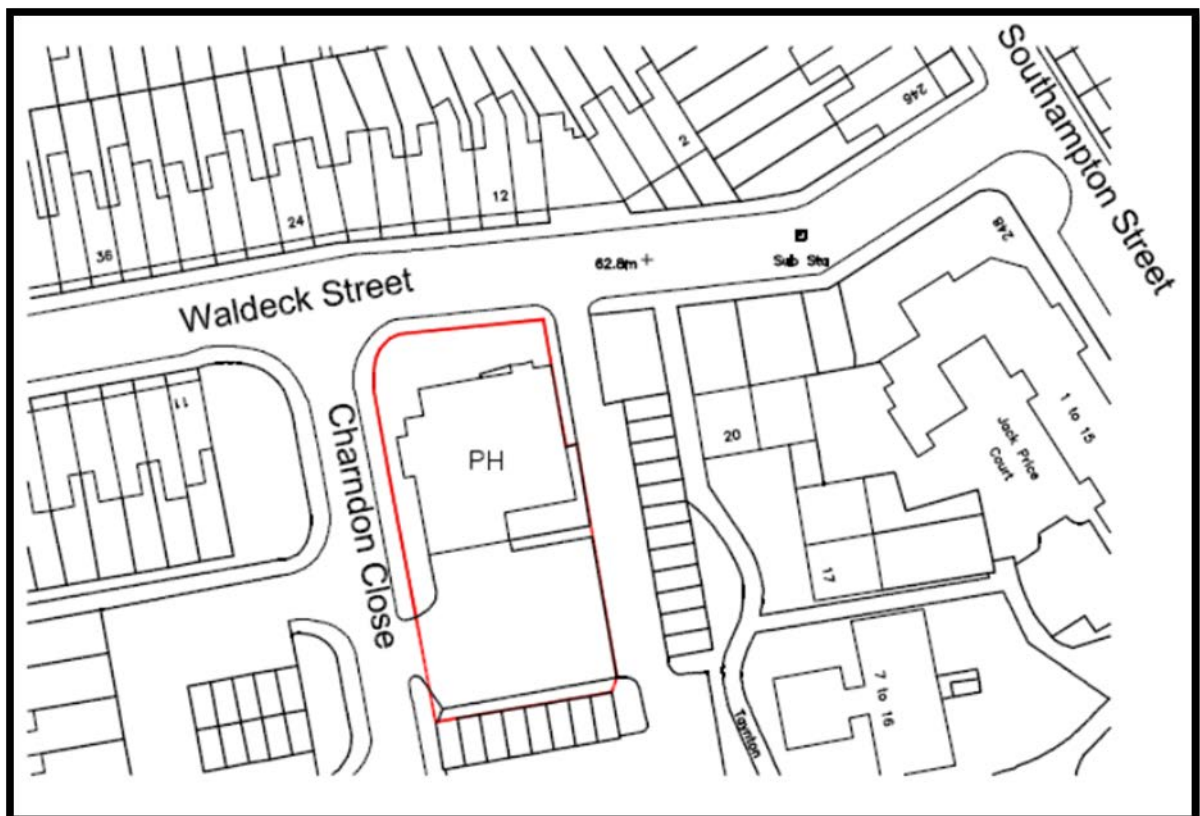 Southampton Street
246
2
12
24
36
248
62.8m
Sub Sta
Waldeck Street
11
Charndon Close
PH
20
1 to 15
Jack Price
Court
17
7 to 16
Taynton